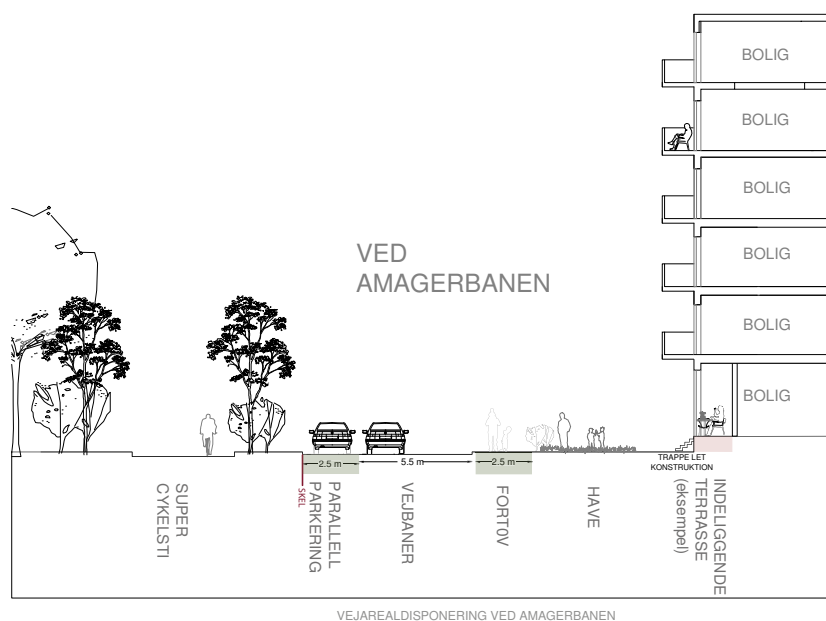 BOLIG
BOLIG
BOLIG
BOLIG
BOLIG
BOLIG
VED
AMAGERBANEN
2.5 m
5.5 m
2.5 m
TRAPPE LET
KONSTRUKTION
SUPER
CYKELSTI
SKEL
PARALLELL
PARKERING
VEJBANER
FORTOV
HAVE
INDELIGGENDE
TERRASSE
(eksempel)
VEJAREALDISPONERING VED AMAGERBANEN